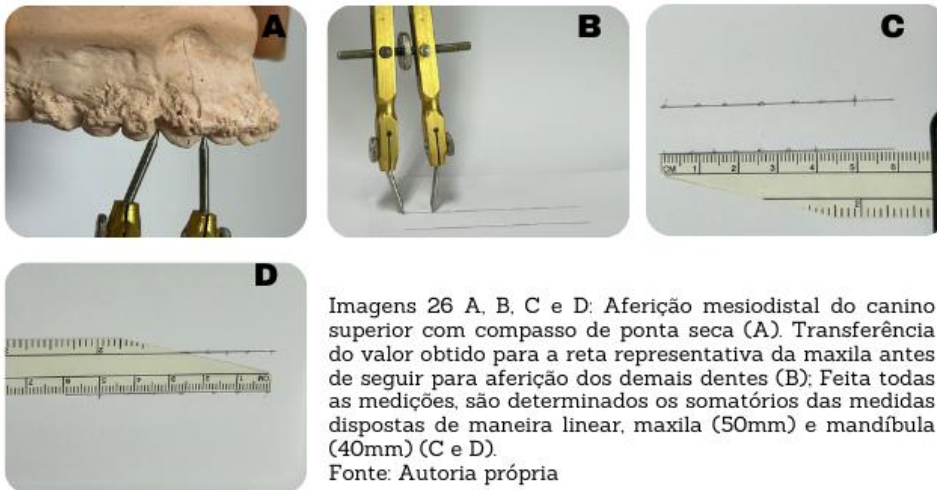 A
B
C
CM 1 2 3 4 5 6
D
CM
Imagens 26 A, B, C e D: Aferição mesiodistal do canino
superior com compasso de ponta seca (A). Transferência
do valor obtido para a reta representativa da maxila antes
de seguir para aferição dos demais dentes (B); Feita todas
as medições, são determinados os somatórios das medidas
dispostas de maneira linear, maxila (50mm) e mandíbula
(40mm) (C e D).
Fonte: Autoria própria